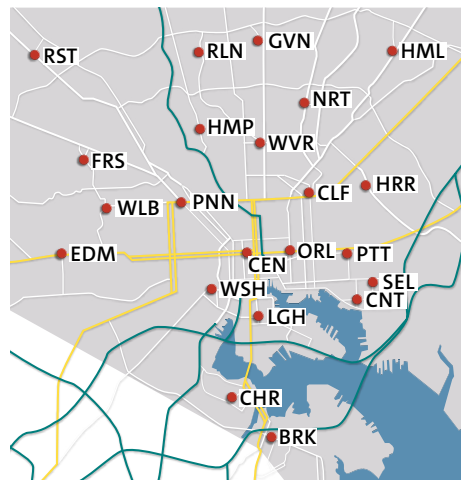 GVN
RST
RLN
HML
NRT
HMP
WVR
FRS
HRR
CLF
PNN
WLB
ORL
EDM
PTT
CEN
SEL
WSH
CNT
LGH
CHR
BRK